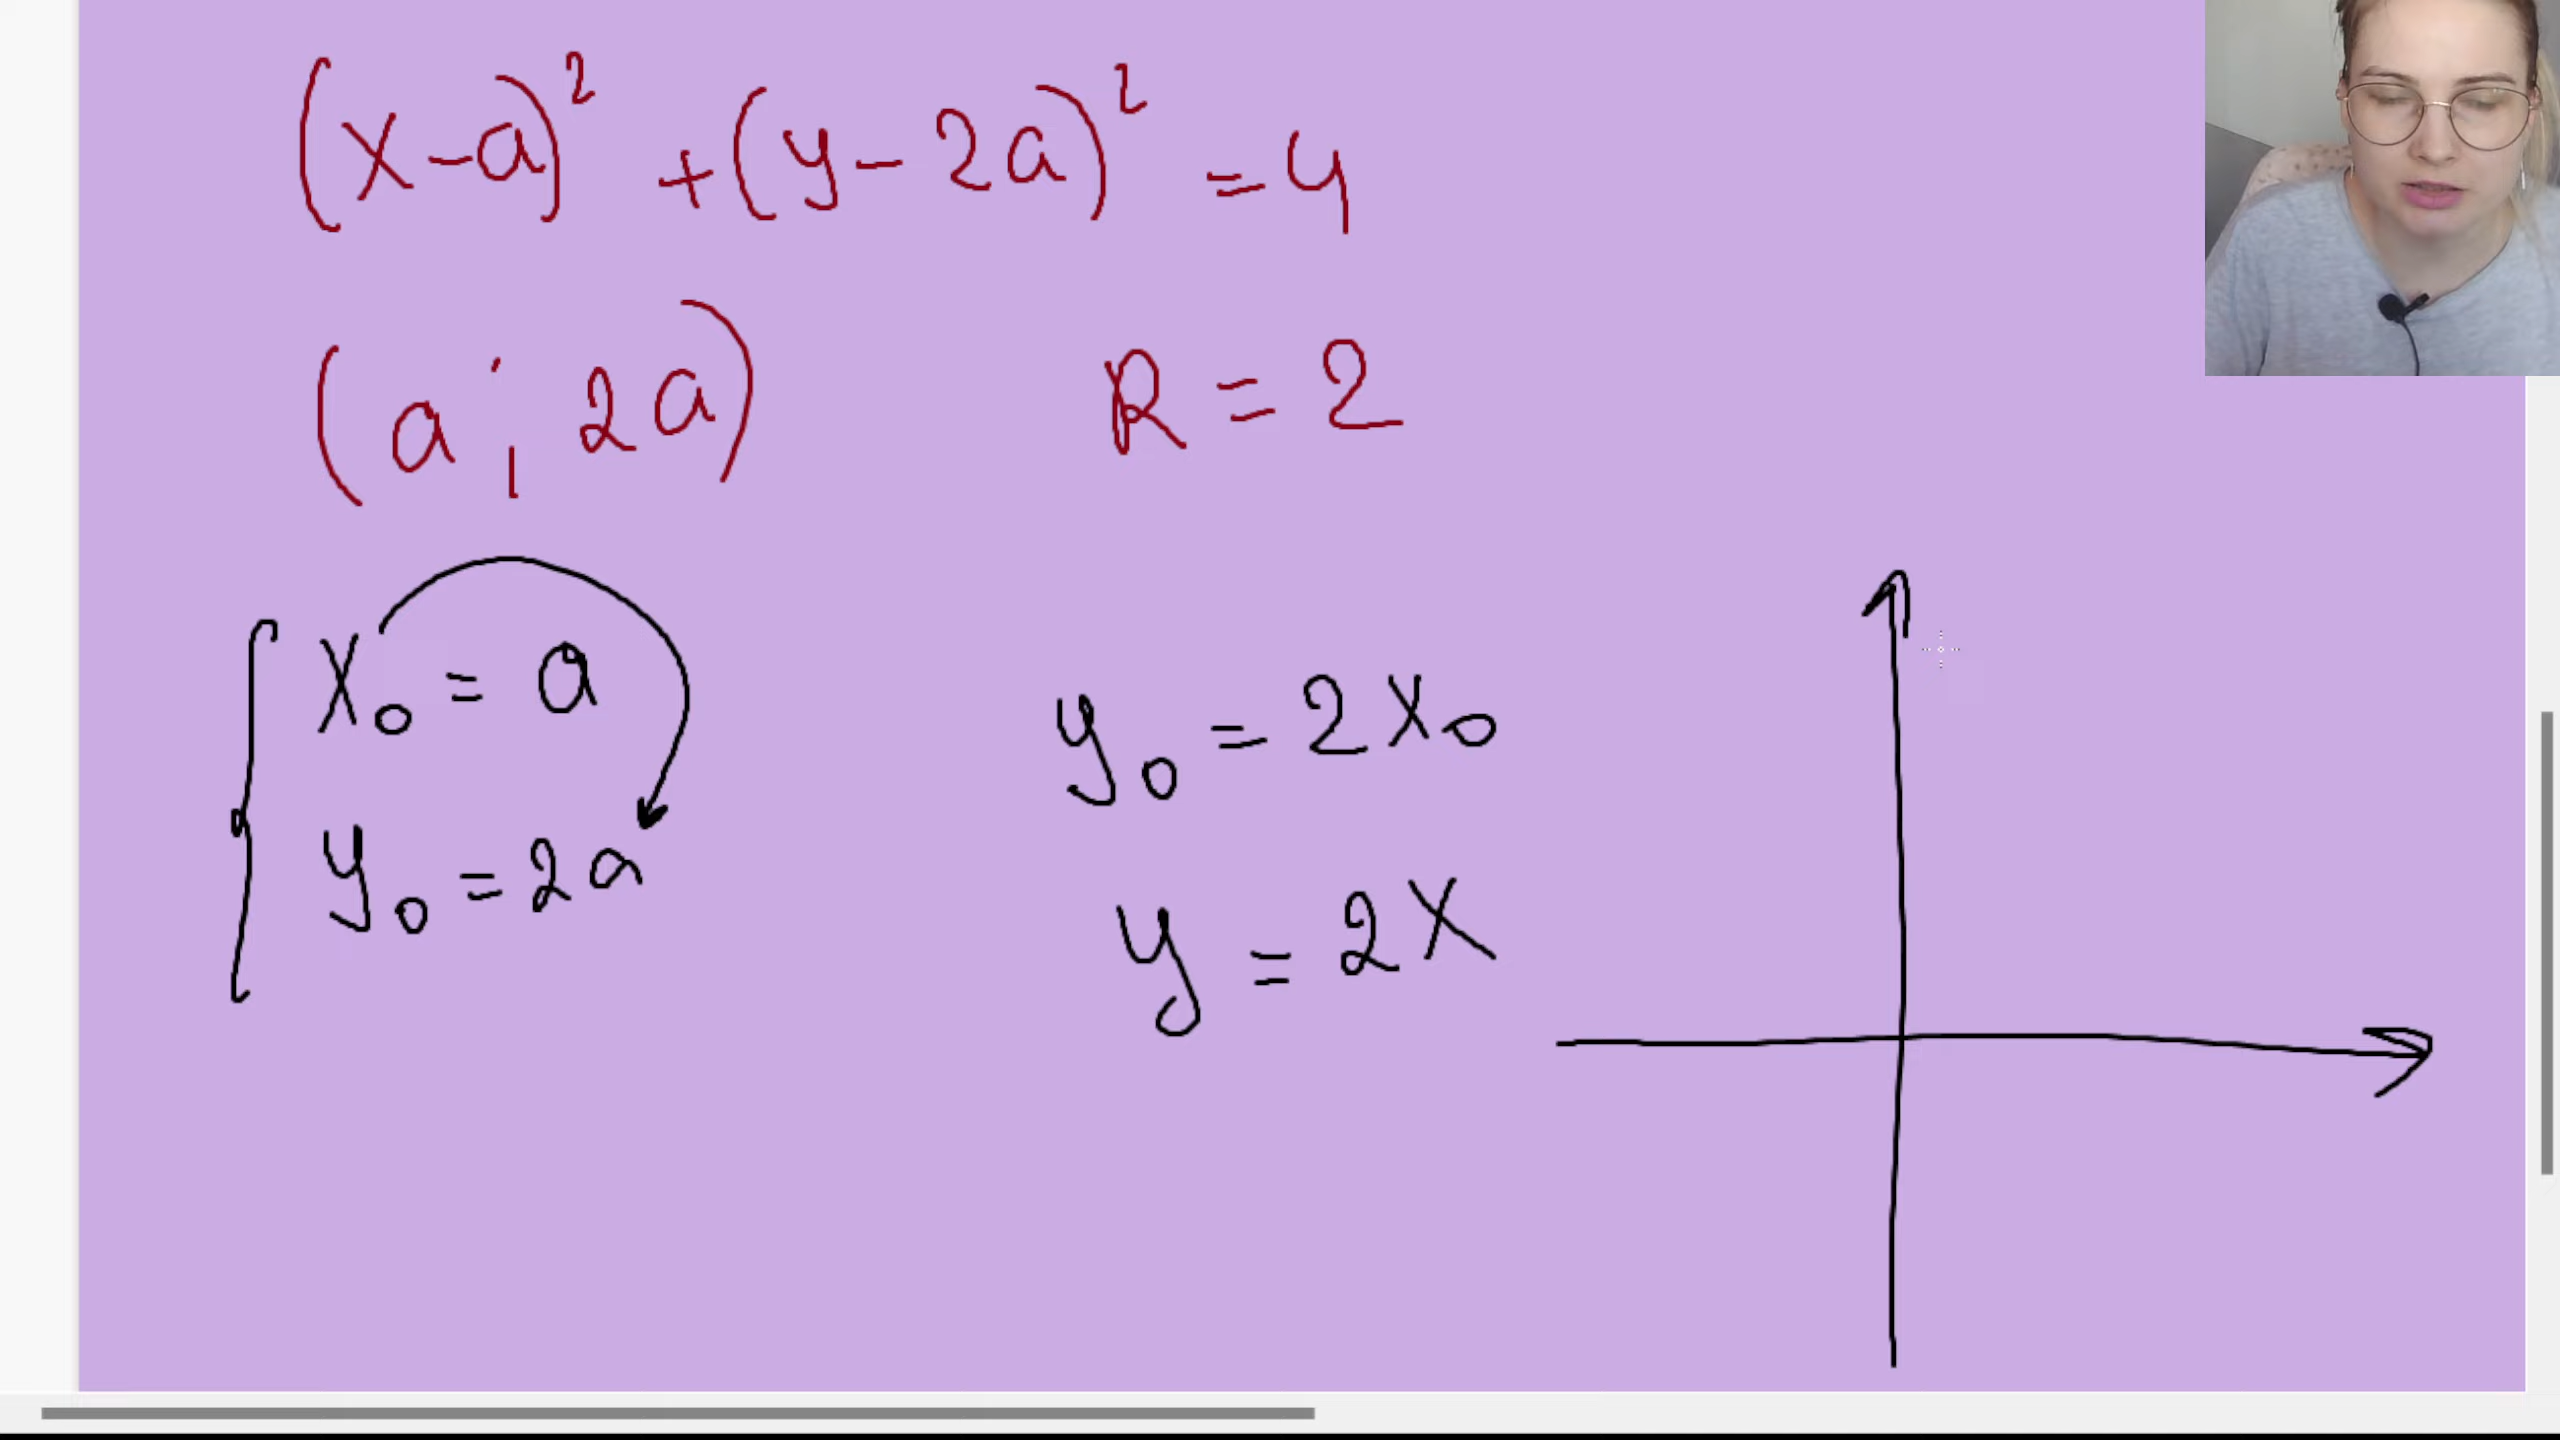 (x-a)² + (y-2a)² = 4
(a ; 2a) R = 2
x₀ = a
y₀ = 2x₀
y₀ = 2a
y = 2x